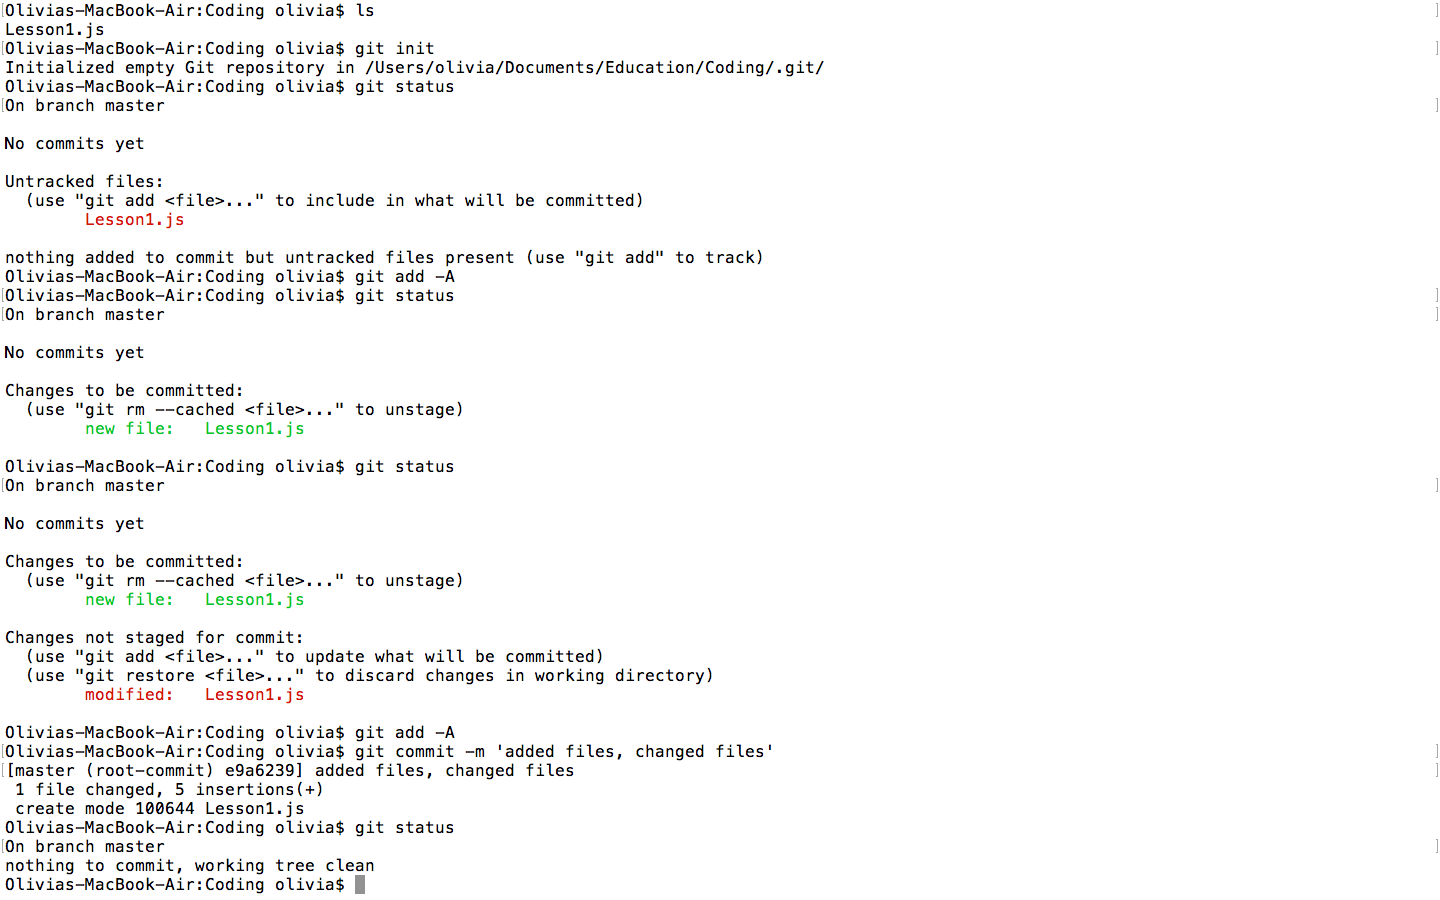 Olivias-MacBook-Air:Coding olivia$ ls
Lesson1.js
Olivias-MacBook-Air:Coding olivia$ git init
Initialized empty Git repository in /Users/olivia/Documents/Education/Coding/.git/
Olivias-MacBook-Air:Coding olivia$ git status
On branch master

No commits yet

Untracked files:
  (use "git add <file>..." to include in what will be committed)
        Lesson1.js

nothing added to commit but untracked files present (use "git add" to track)
Olivias-MacBook-Air:Coding olivia$ git add -A
Olivias-MacBook-Air:Coding olivia$ git status
On branch master

No commits yet

Changes to be committed:
  (use "git rm --cached <file>..." to unstage)
        new file:   Lesson1.js

Olivias-MacBook-Air:Coding olivia$ git status
On branch master

No commits yet

Changes to be committed:
  (use "git rm --cached <file>..." to unstage)
        new file:   Lesson1.js

Changes not staged for commit:
  (use "git add <file>..." to update what will be committed)
  (use "git restore <file>..." to discard changes in working directory)
        modified:   Lesson1.js

Olivias-MacBook-Air:Coding olivia$ git add -A
Olivias-MacBook-Air:Coding olivia$ git commit -m 'added files, changed files'
[master (root-commit) e9a6239] added files, changed files
 1 file changed, 5 insertions(+)
 create mode 100644 Lesson1.js
Olivias-MacBook-Air:Coding olivia$ git status
On branch master
nothing to commit, working tree clean
Olivias-MacBook-Air:Coding olivia$